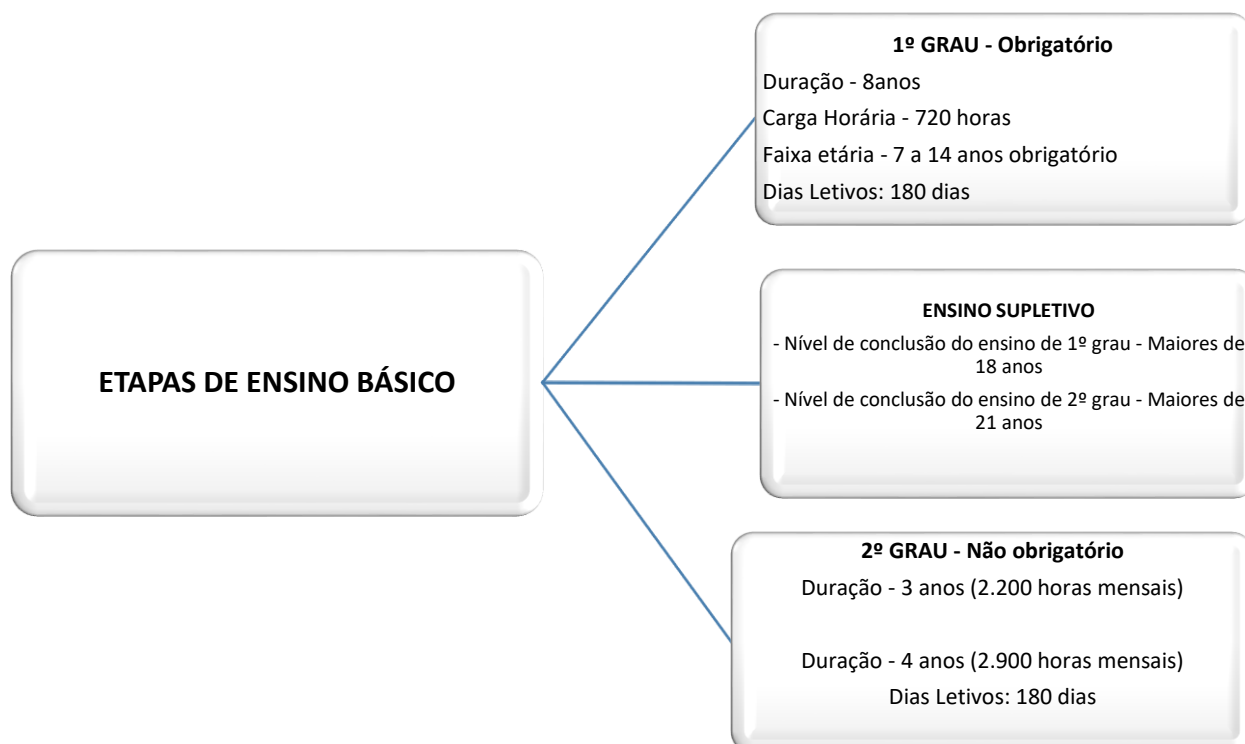 1º GRAU - Obrigatório
Duração - 8anos
Carga Horária - 720 horas
Faixa etária - 7 a 14 anos obrigatório
Dias Letivos: 180 dias
ETAPAS DE ENSINO BÁSICO
ENSINO SUPLETIVO
- Nível de conclusão do ensino de 1º grau - Maiores de
18 anos
- Nível de conclusão do ensino de 2º grau - Maiores de
21 anos
2º GRAU - Não obrigatório
Duração - 3 anos (2.200 horas mensais)
Duração - 4 anos (2.900 horas mensais)
Dias Letivos: 180 dias